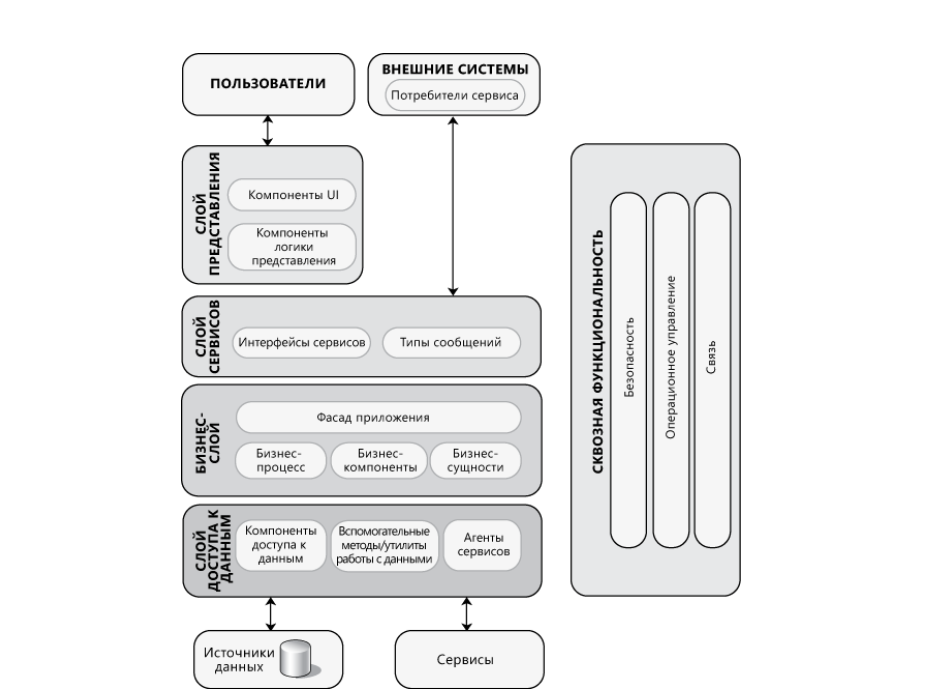 ПОЛЬЗОВАТЕЛИ
ВНЕШНИЕ СИСТЕМЫ
Потребители сервиса
СЛОЙ
ПРЕДСТАВЛЕНИЯ
Компоненты UI
Компоненты
логики
представления
СЛОЙ
СЕРВИСОВ
Интерфейсы сервисов
Типы сообщений
БИЗНЕС-
СЛОЙ
Фасад приложения
Бизнес-
процесс
Бизнес-
компоненты
Бизнес-
сущности
СЛОЙ
ДОСТУПА К
ДАННЫМ
Компоненты
доступа к
данным
Вспомогательные
методы/утилиты
работы с данными
Агенты
сервисов
Источники
данных
Сервисы
СКВОЗНАЯ ФУНКЦИОНАЛЬНОСТЬ
Безопасность
Операционное управление
Связь